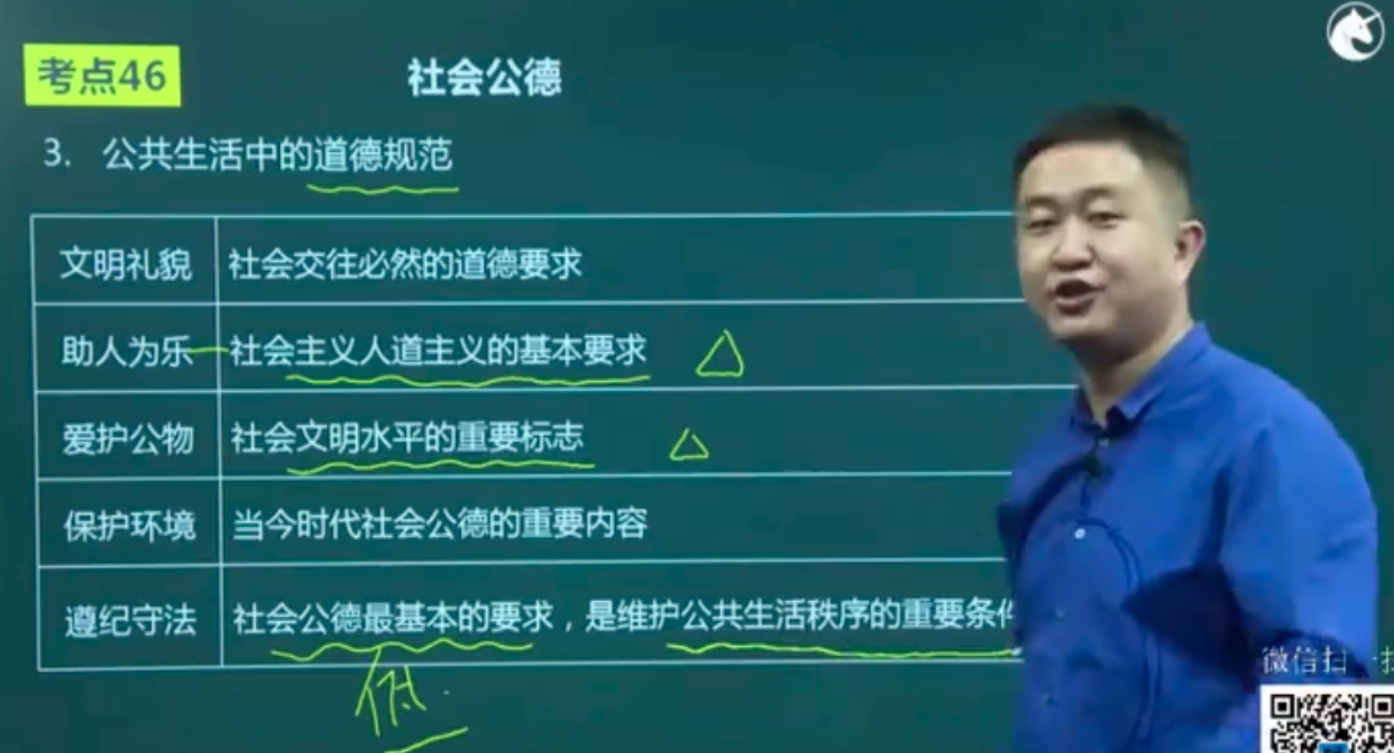 考点46
社会公德
3. 公共生活中的道德规范
文明礼貌 社会交往必然的道德要求
助人为乐 社会主义人道主义的基本要求
爱护公物 社会文明水平的重要标志
保护环境 当今时代社会公德的重要内容
遵纪守法 社会公德最基本的要求，是维护公共生活秩序的重要条件
低
微信扫一扫